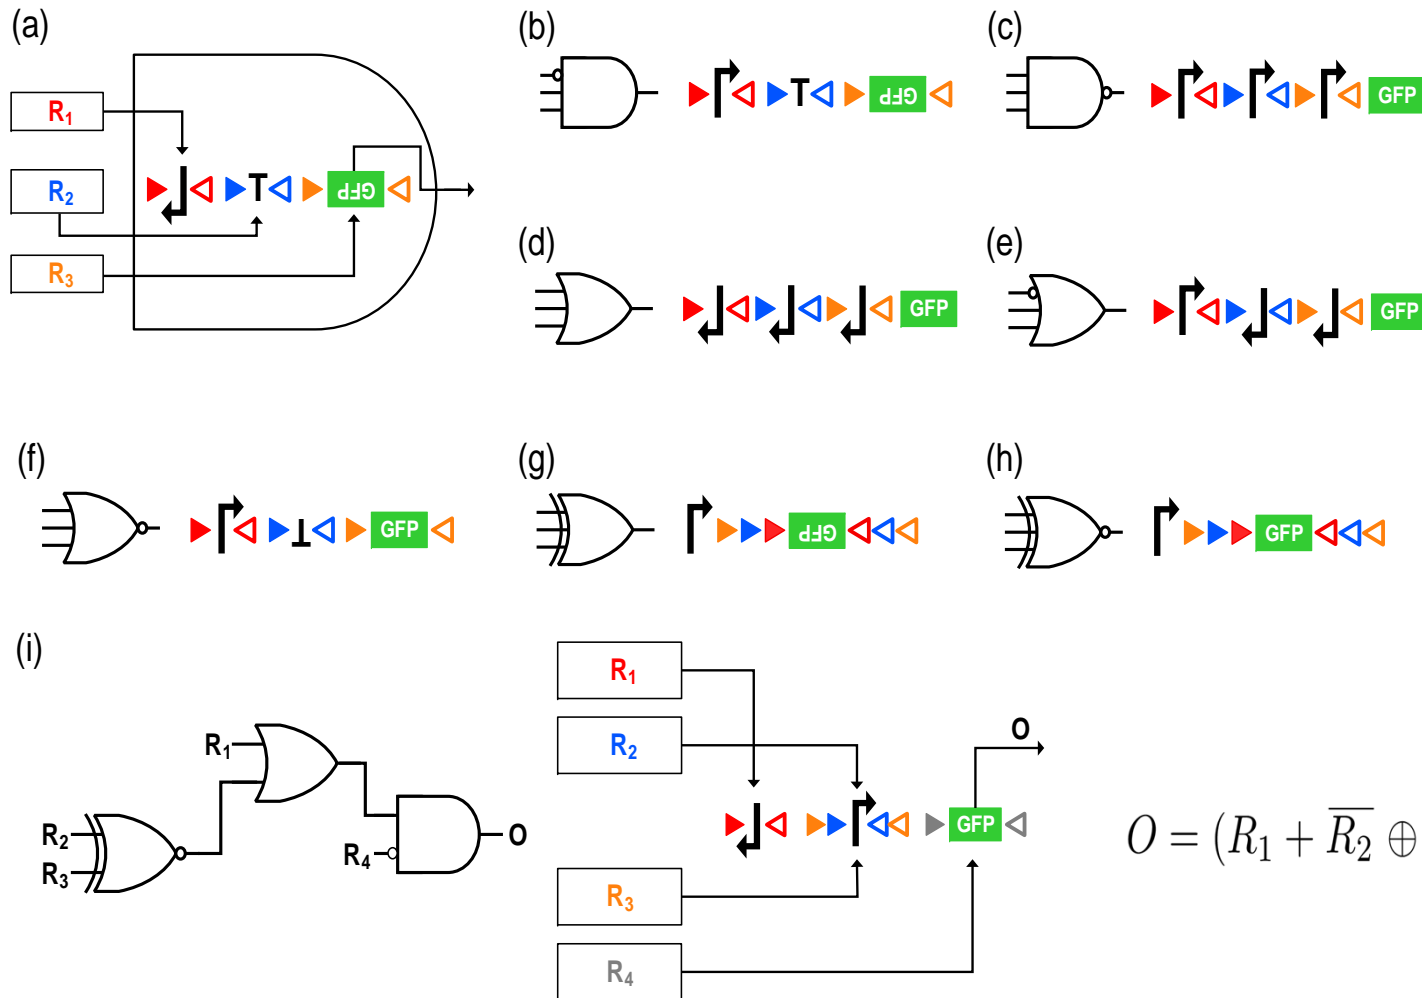 (a)
R1
R2
R3
GFP
(b)
T
GFP
(c)
GFP
(d)
GFP
(e)
GFP
(f)
T
GFP
(g)
GFP
(h)
GFP
(i)
R1
R2
R3
R4
O
R1
R2
R3
R4
GFP
O
O = (R₁ + \overline{R₂} ⊕